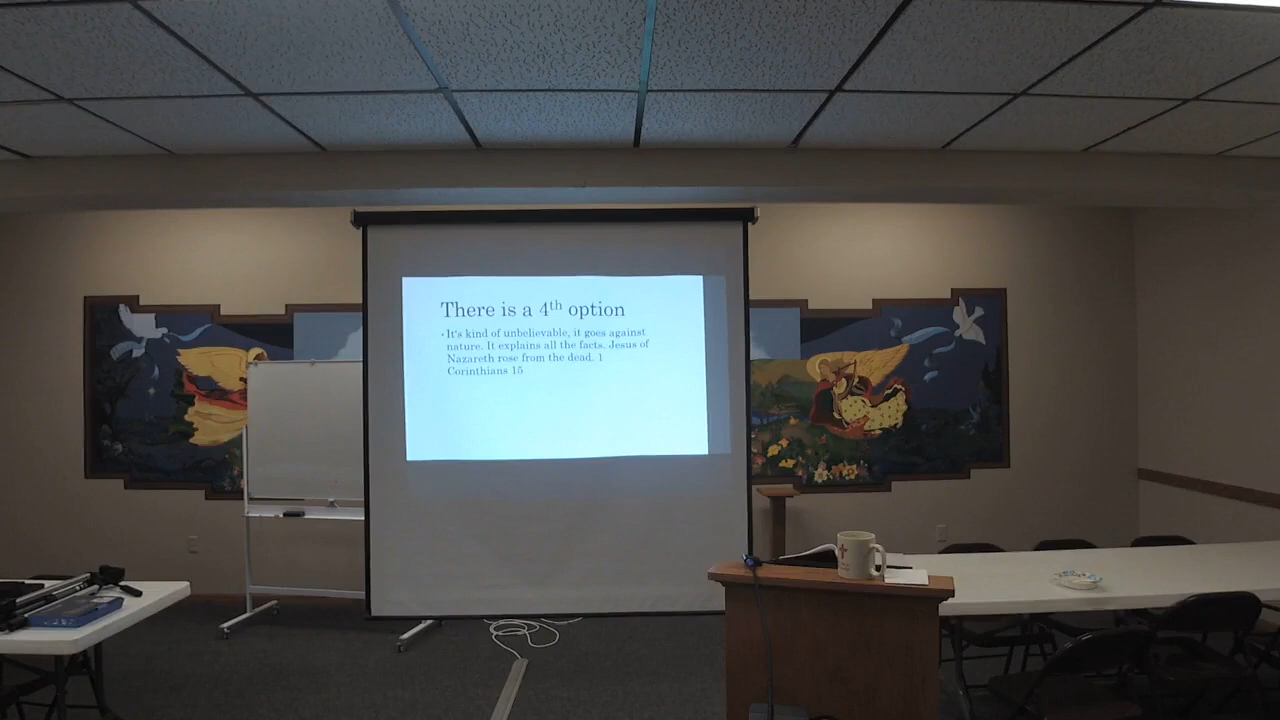 There is a 4th option
• It's kind of unbelievable, it goes against
nature. It explains all the facts. Jesus of
Nazareth rose from the dead. 1
Corinthians 15